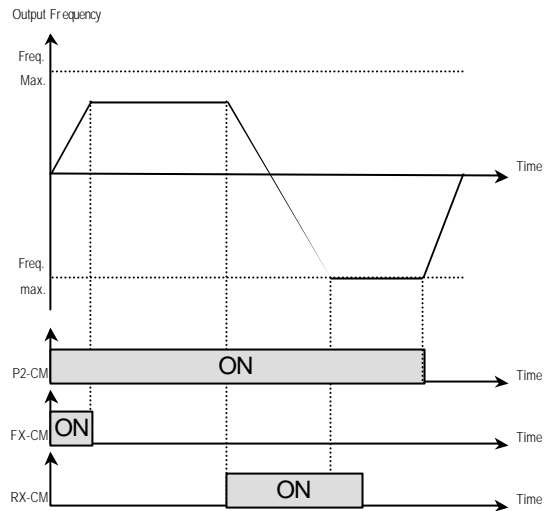 Output Frequency
Freq.
Max.
Time
Freq.
max.
ON
P2-CM
Time
ON
FX-CM
Time
ON
RX-CM
Time